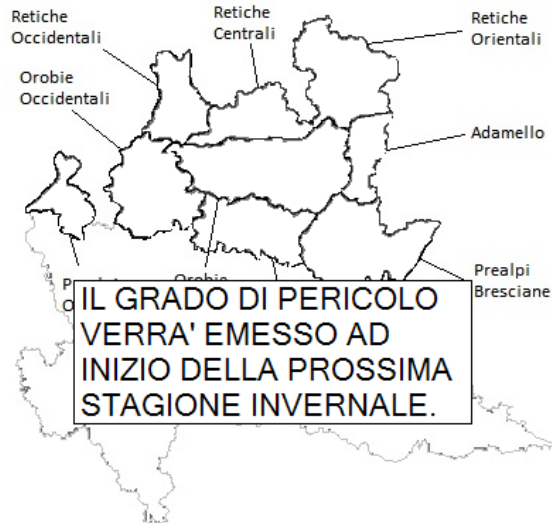 Retiche
Occidentali
Retiche
Centrali
Retiche
Orientali
Orobie
Occidentali
Adamello
Prealpi
Bresciane
Orobie
IL GRADO DI PERICOLO
VERRA' EMESSO AD
INIZIO DELLA PROSSIMA
STAGIONE INVERNALE.